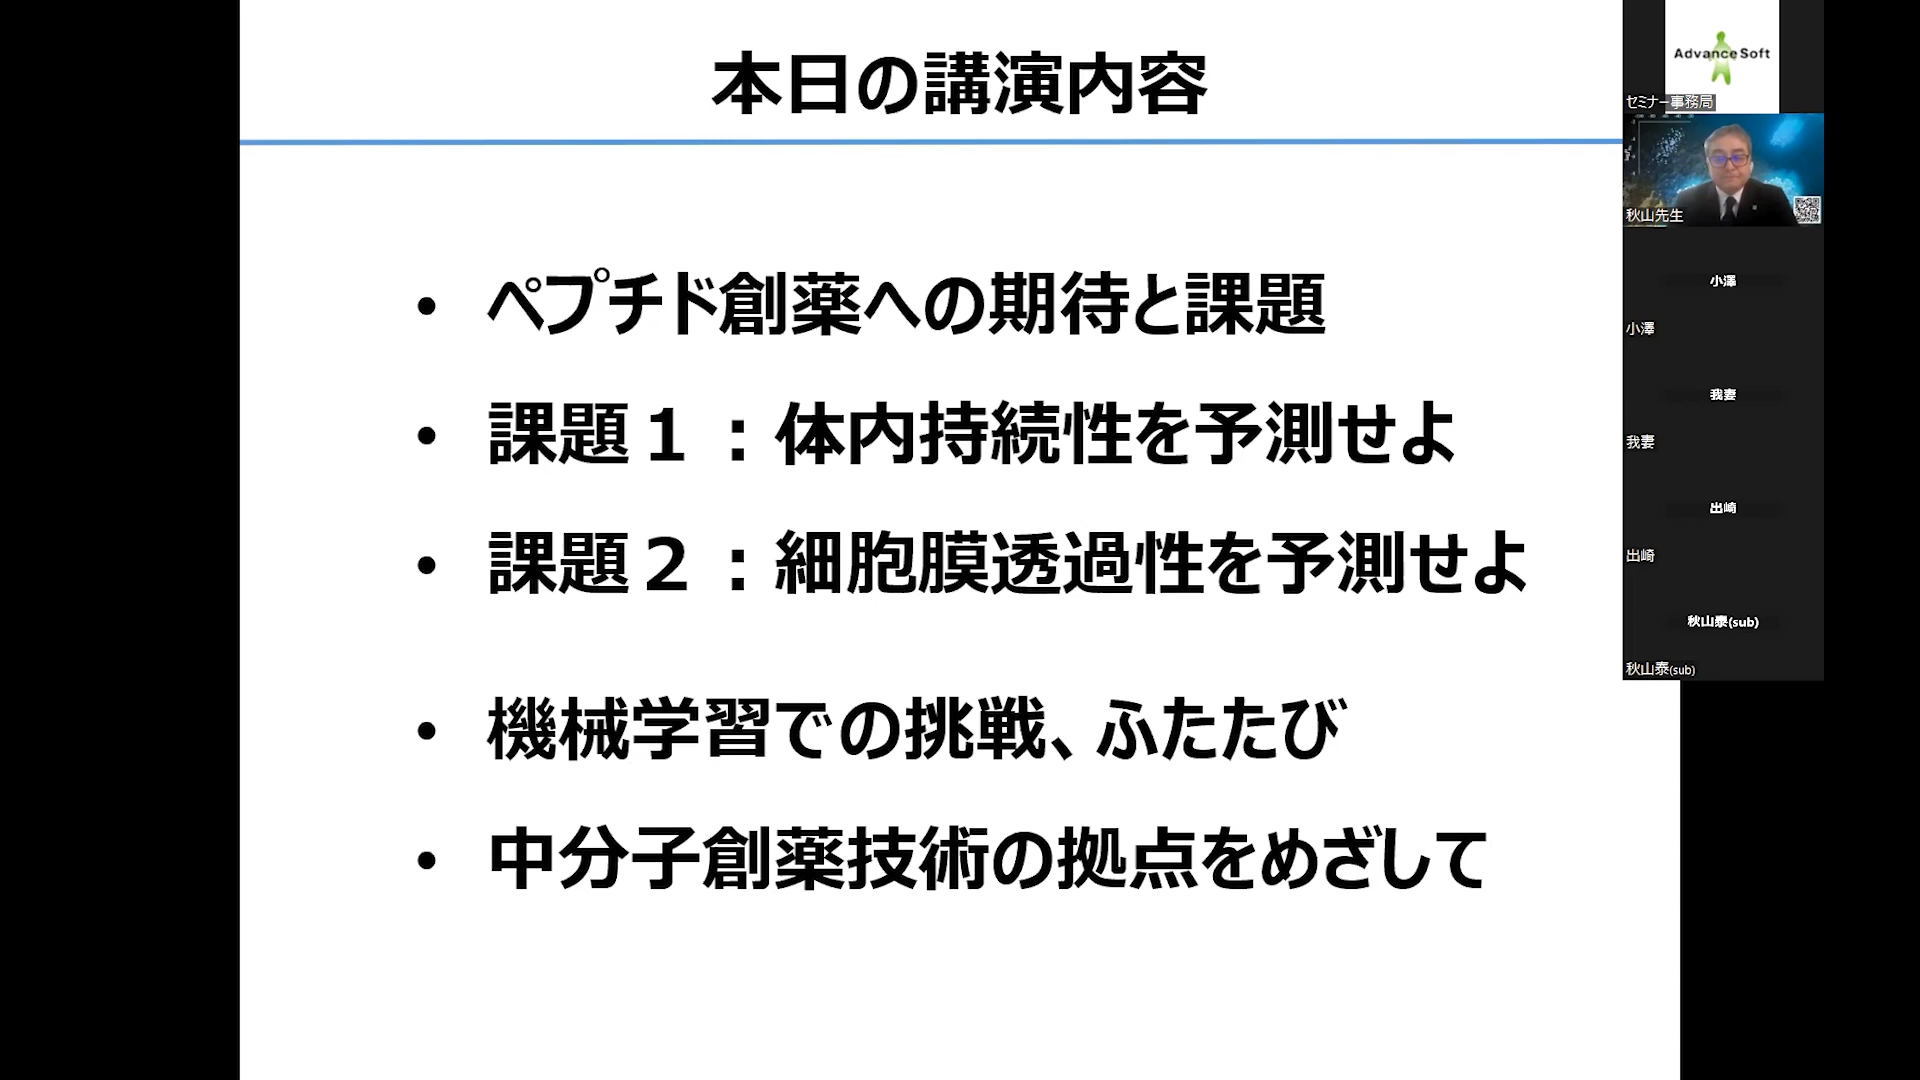 本日の講演内容
• ペプチド創薬への期待と課題
• 課題１：体内持続性を予測せよ
• 課題２：細胞膜透過性を予測せよ
• 機械学習での挑戦、ふたたび
• 中分子創薬技術の拠点をめざして
AdvanceSoft
セミナー事務局
秋山先生
小澤
小澤
我妻
我妻
出崎
出崎
秋山泰(sub)
秋山泰(sub)